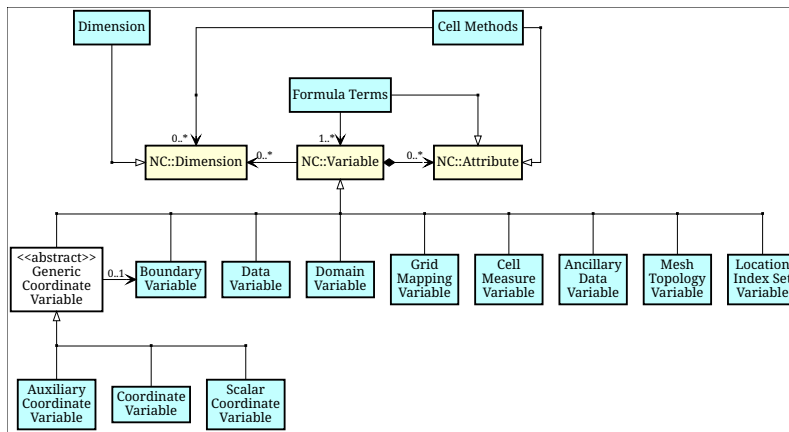 Dimension
Cell Methods
Formula Terms
0..*
1..*
NC::Dimension
0..*
NC::Variable
0..*
NC::Attribute
<<abstract>>
Generic
Coordinate
Variable
0..1
Boundary
Variable
Data
Variable
Domain
Variable
Grid
Mapping
Variable
Cell
Measure
Variable
Ancillary
Data
Variable
Mesh
Topology
Variable
Location
Index Set
Variable
Auxiliary
Coordinate
Variable
Coordinate
Variable
Scalar
Coordinate
Variable